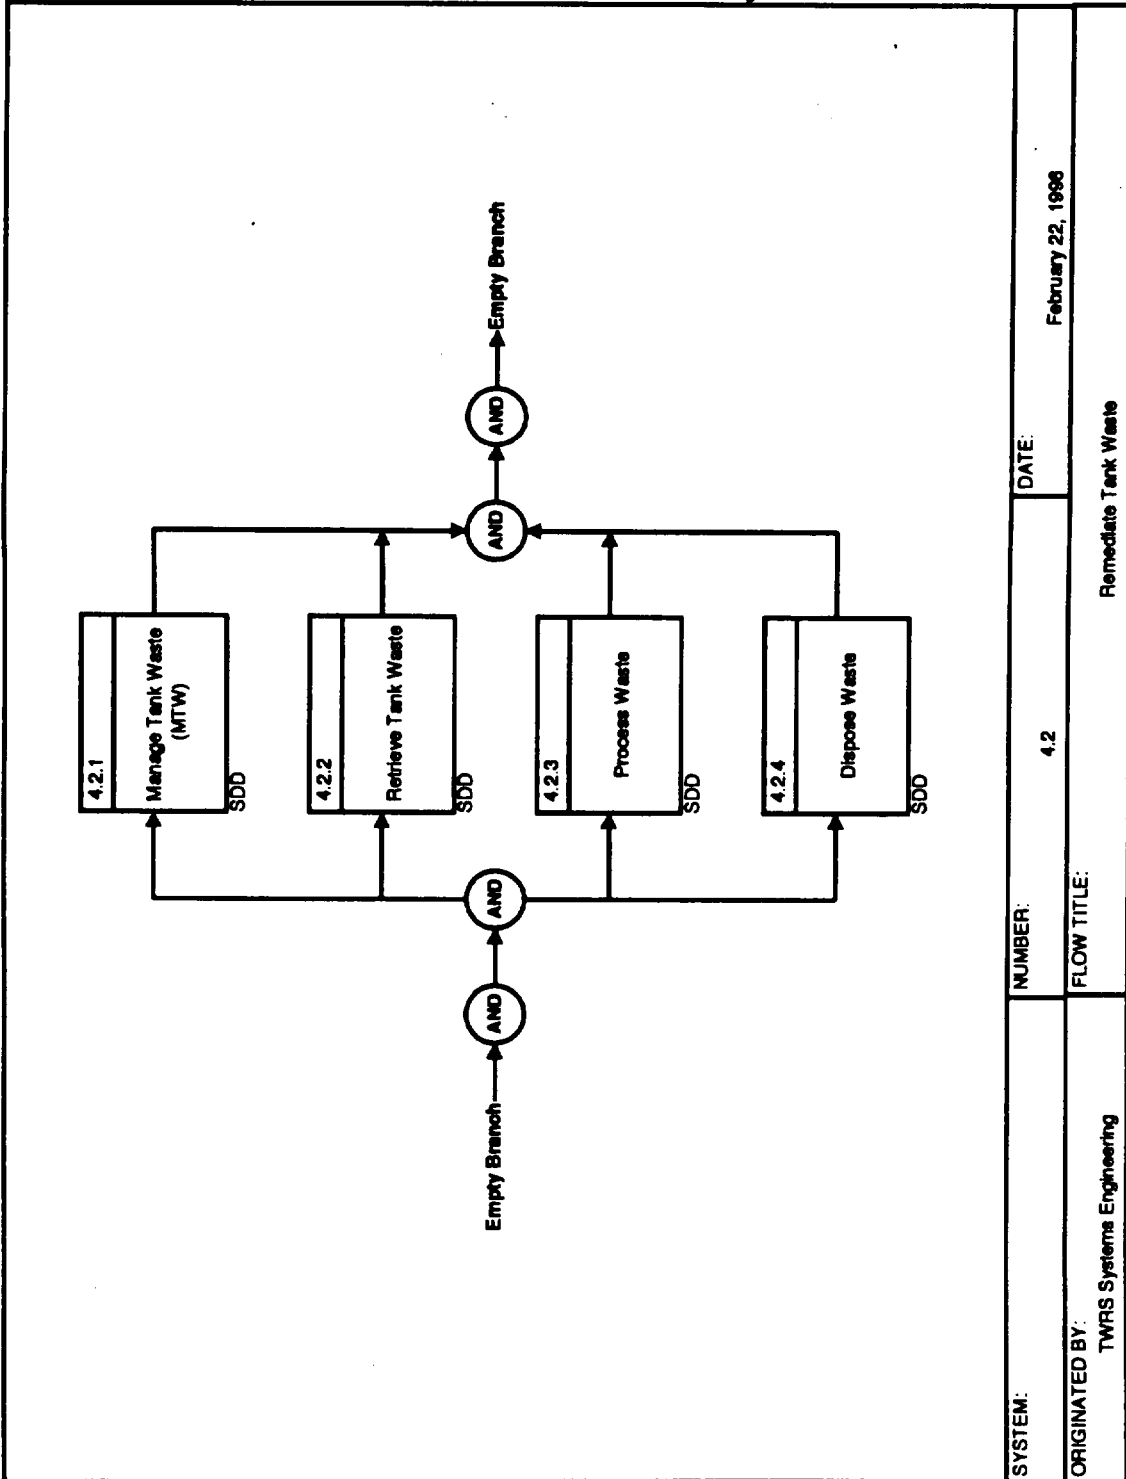 4.2.1
Manage Tank Waste
(MTW)
SDD
4.2.2
Retrieve Tank Waste
SDD
Empty Branch AND AND AND AND Empty Branch
4.2.3
Process Waste
SDD
4.2.4
Dispose Waste
SDD
SYSTEM: NUMBER: DATE:
4.2 February 22,
ORIGINATED BY: FLOW TITLE:
TWRS Systems Engineering Remediate Tank Waste